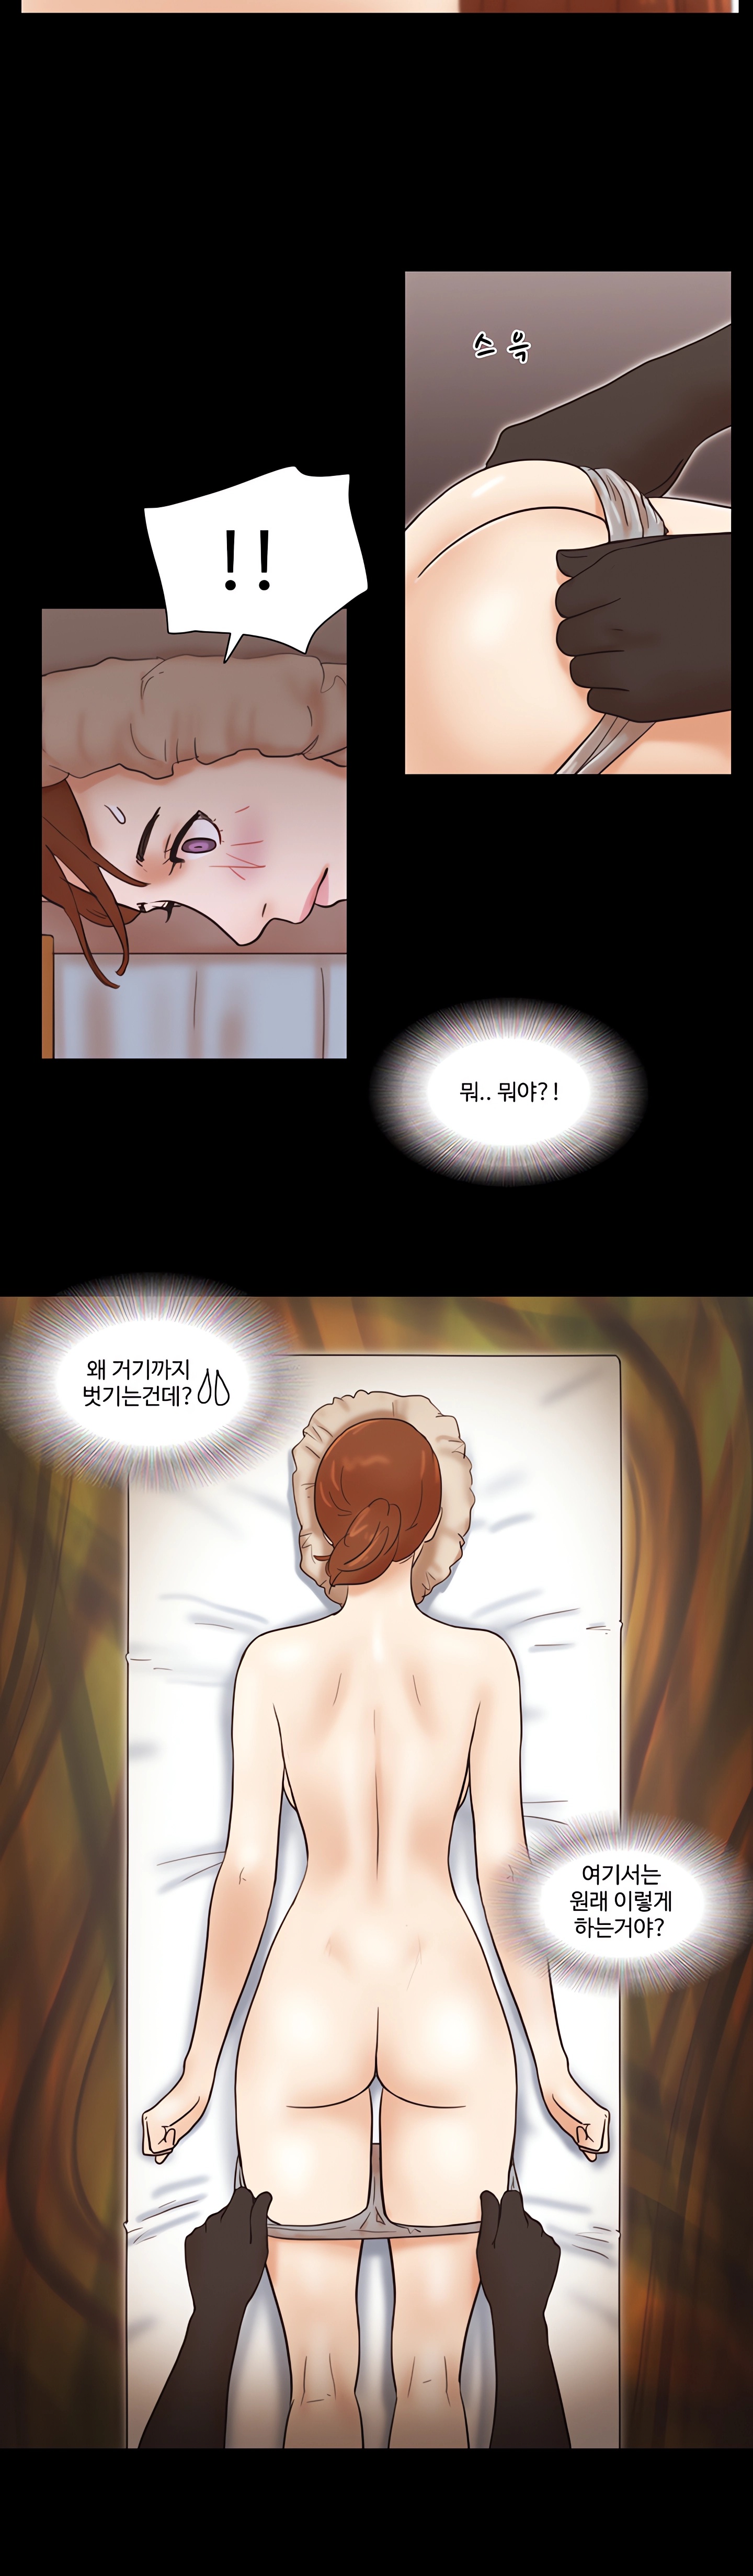 스윽
!!
뭐.. 뭐야?!
왜 거기까지
벗기는건데?
여기서는
원래 이렇게
하는거야?